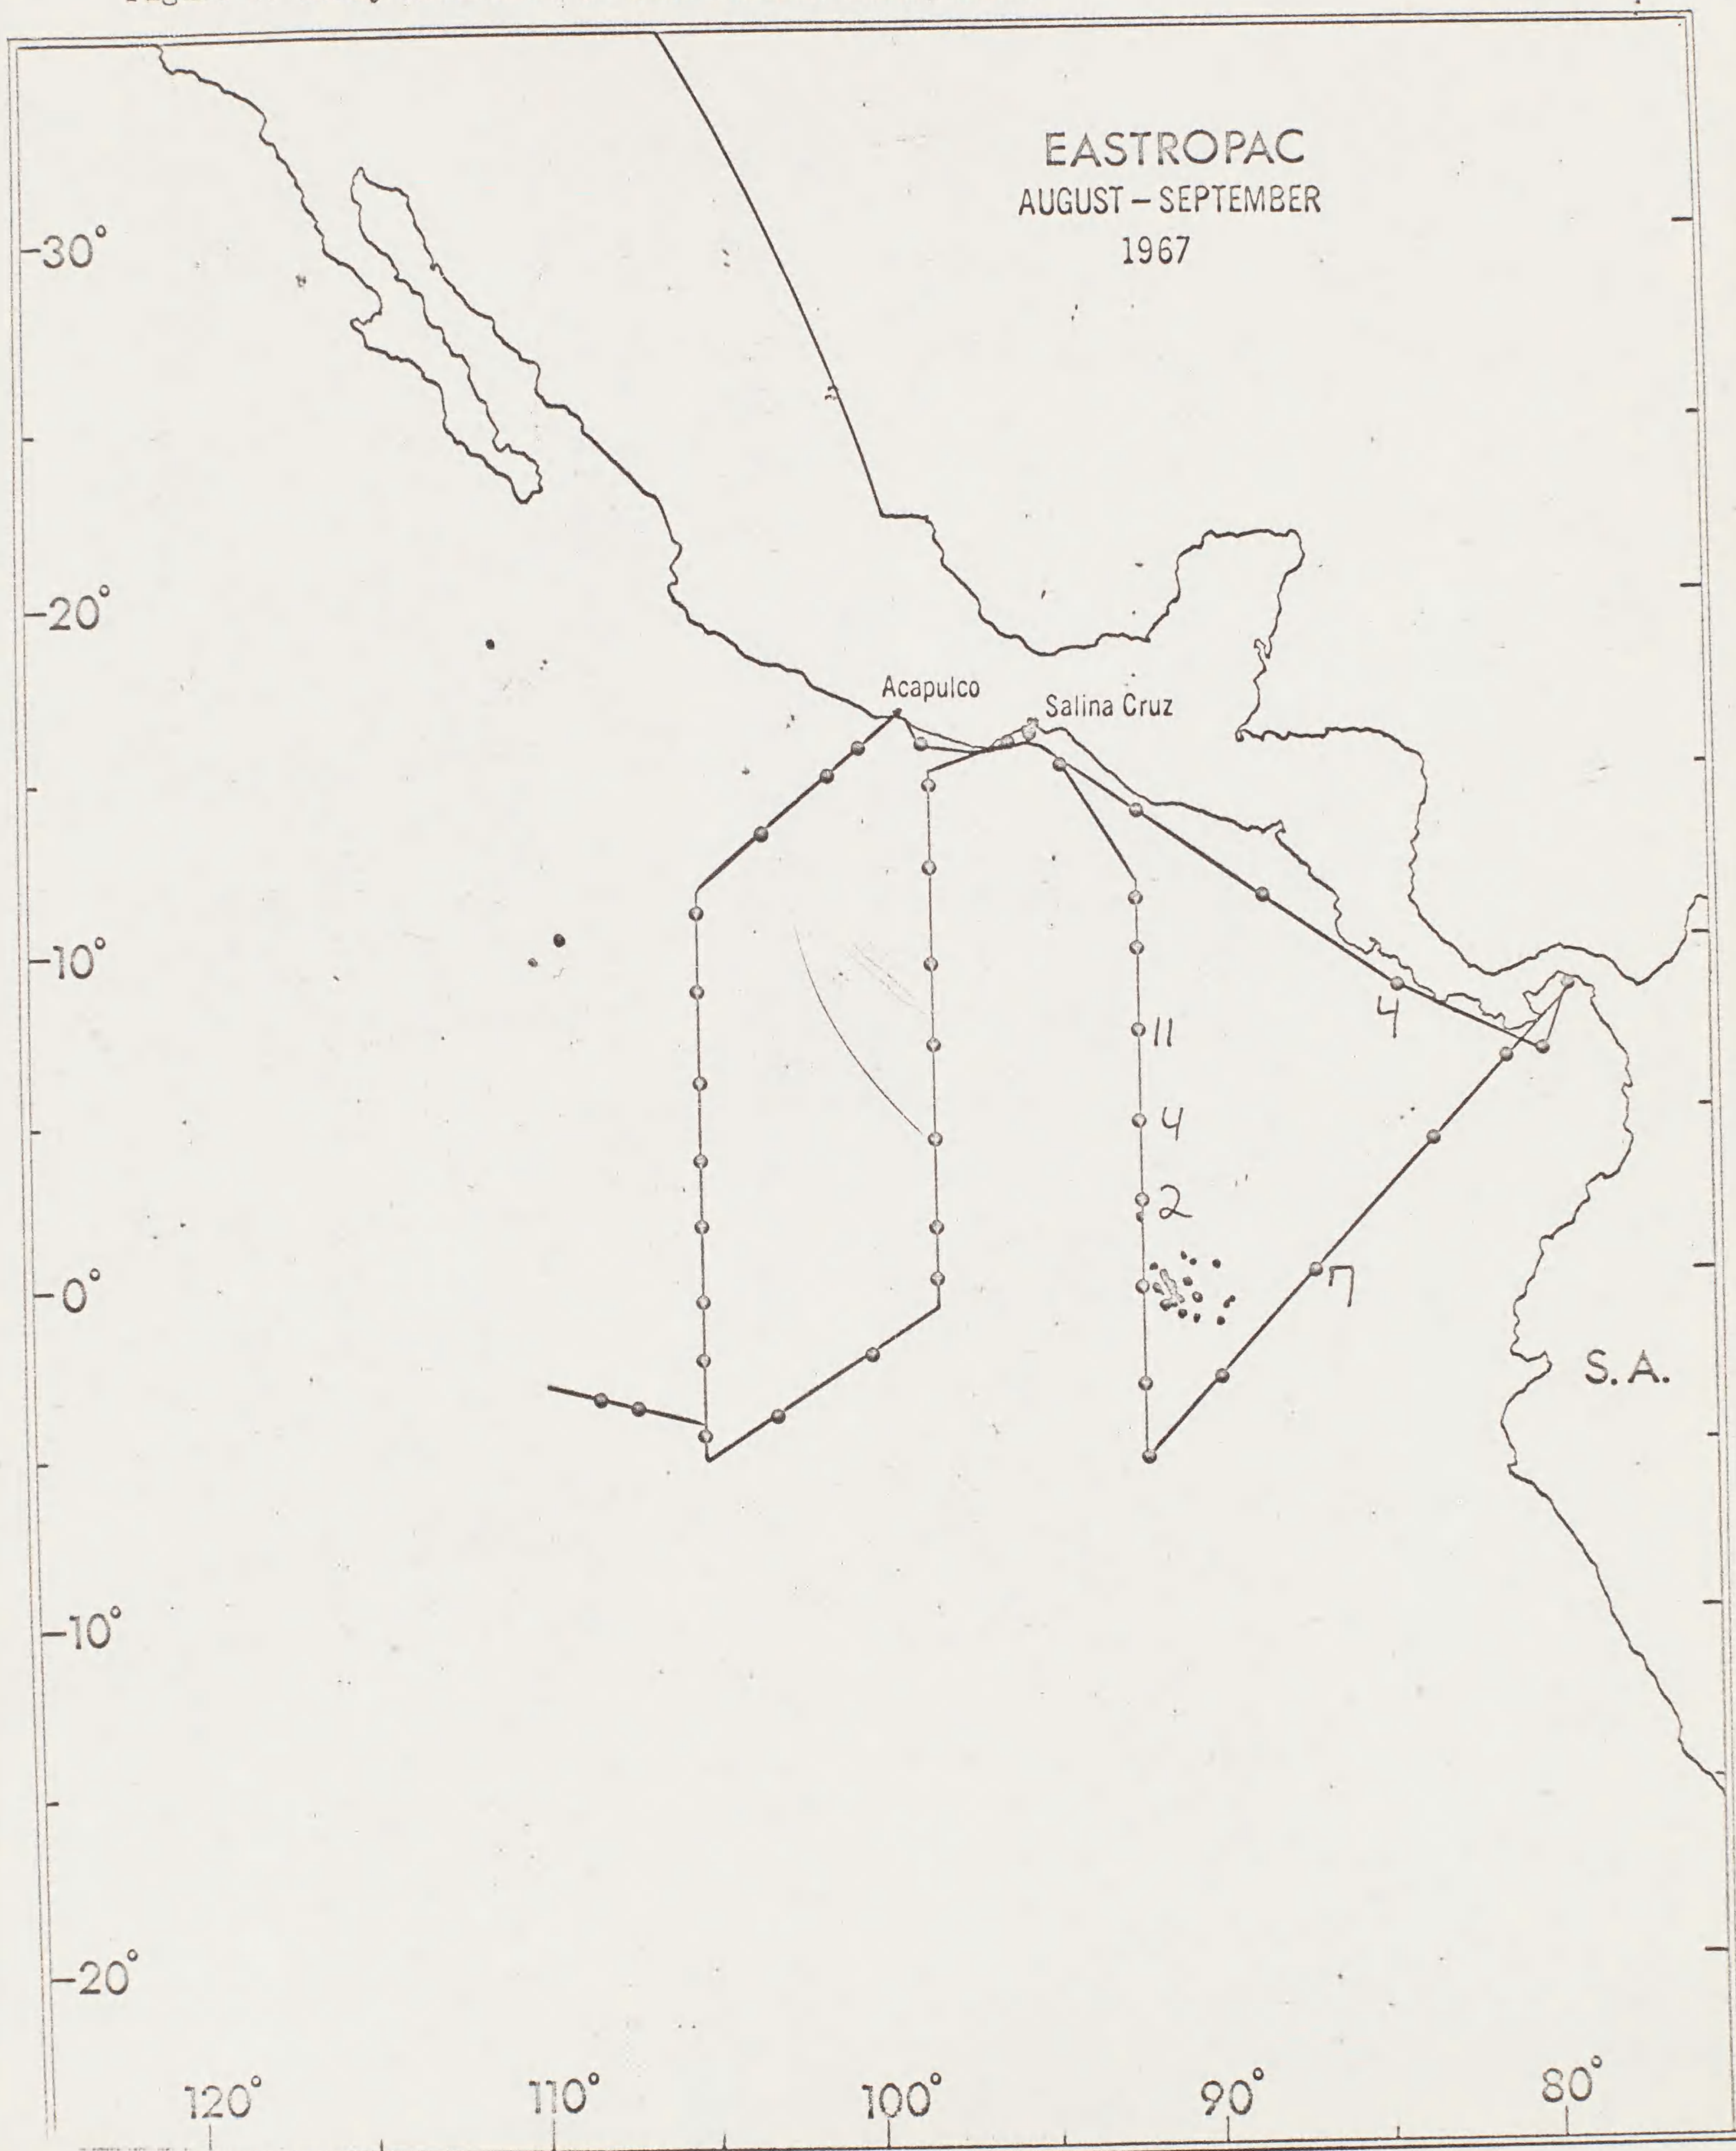 EASTROPAC
AUGUST – SEPTEMBER
1967
30°
20°
Acapulco
Salina Cruz
10°
4
11
4
2
0°
7
S. A.
10°
20°
120° 110° 100° 90° 80°